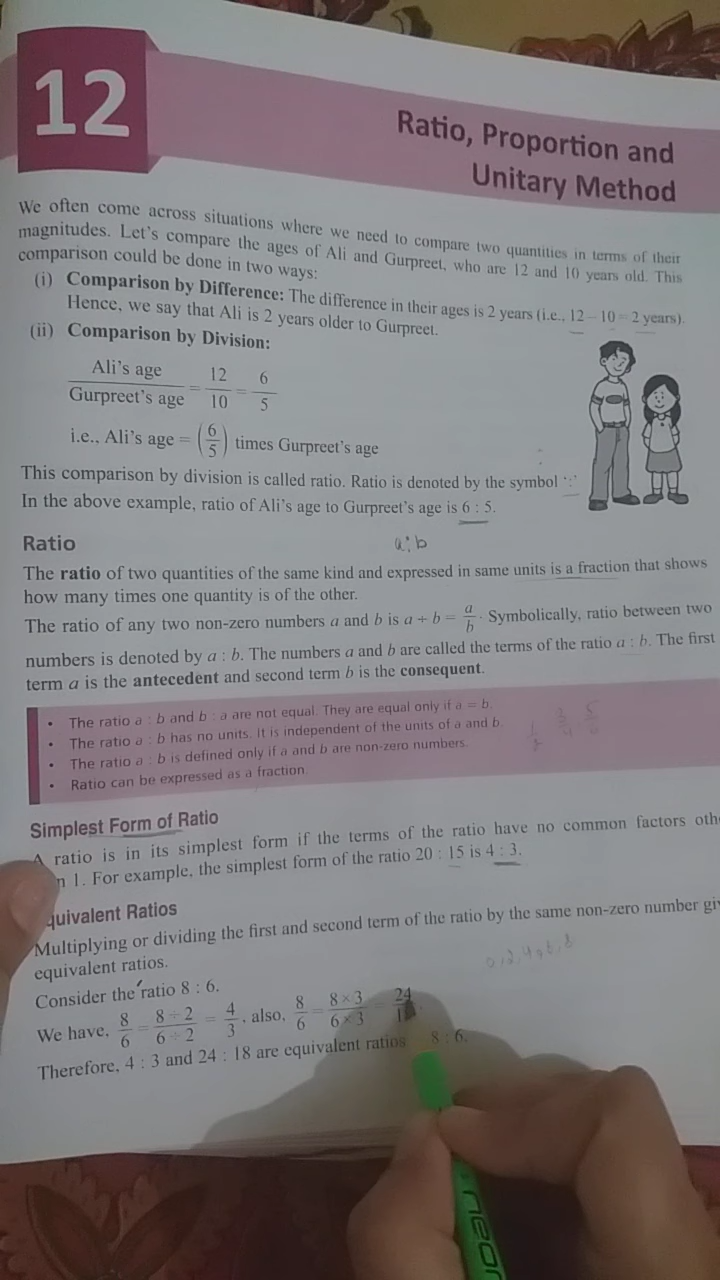 12
Ratio, Proportion and
Unitary Method
We often come across situations where we need to compare two quantities in terms of their
magnitudes. Let's compare the ages of Ali and Gurpreet, who are 12 and 10 years old. This
comparison could be done in two ways:
(i) Comparison by Difference: The difference in their ages is 2 years (i.e., 12 – 10 = 2 years).
Hence, we say that Ali is 2 years older to Gurpreet.
(ii) Comparison by Division:
Ali's age / Gurpreet's age = 12/10 = 6/5
i.e., Ali's age = (6/5) times Gurpreet's age
This comparison by division is called ratio. Ratio is denoted by the symbol ':'
In the above example, ratio of Ali's age to Gurpreet's age is 6 : 5.
Ratio
a:b
The ratio of two quantities of the same kind and expressed in same units is a fraction that shows
how many times one quantity is of the other.
The ratio of any two non-zero numbers a and b is a ÷ b = a/b. Symbolically, ratio between two
numbers is denoted by a : b. The numbers a and b are called the terms of the ratio a : b. The first
term a is the antecedent and second term b is the consequent.
• The ratio a : b and b : a are not equal. They are equal only if a = b.
• The ratio a : b has no units. It is independent of the units of a and b.
• The ratio a : b is defined only if a and b are non-zero numbers.
• Ratio can be expressed as a fraction
Simplest Form of Ratio
A ratio is in its simplest form if the terms of the ratio have no common factors oth
n 1. For example, the simplest form of the ratio 20 : 15 is 4 : 3.
quivalent Ratios
Multiplying or dividing the first and second term of the ratio by the same non-zero number gi
equivalent ratios.
Consider the ratio 8 : 6.
We have, 8/6 = 8 ÷ 2/6 ÷ 2 = 4/3, also, 8/6 = 8 × 3/6 × 3 = 24/
Therefore, 4 : 3 and 24 : 18 are equivalent ratios 8 : 6.
neon